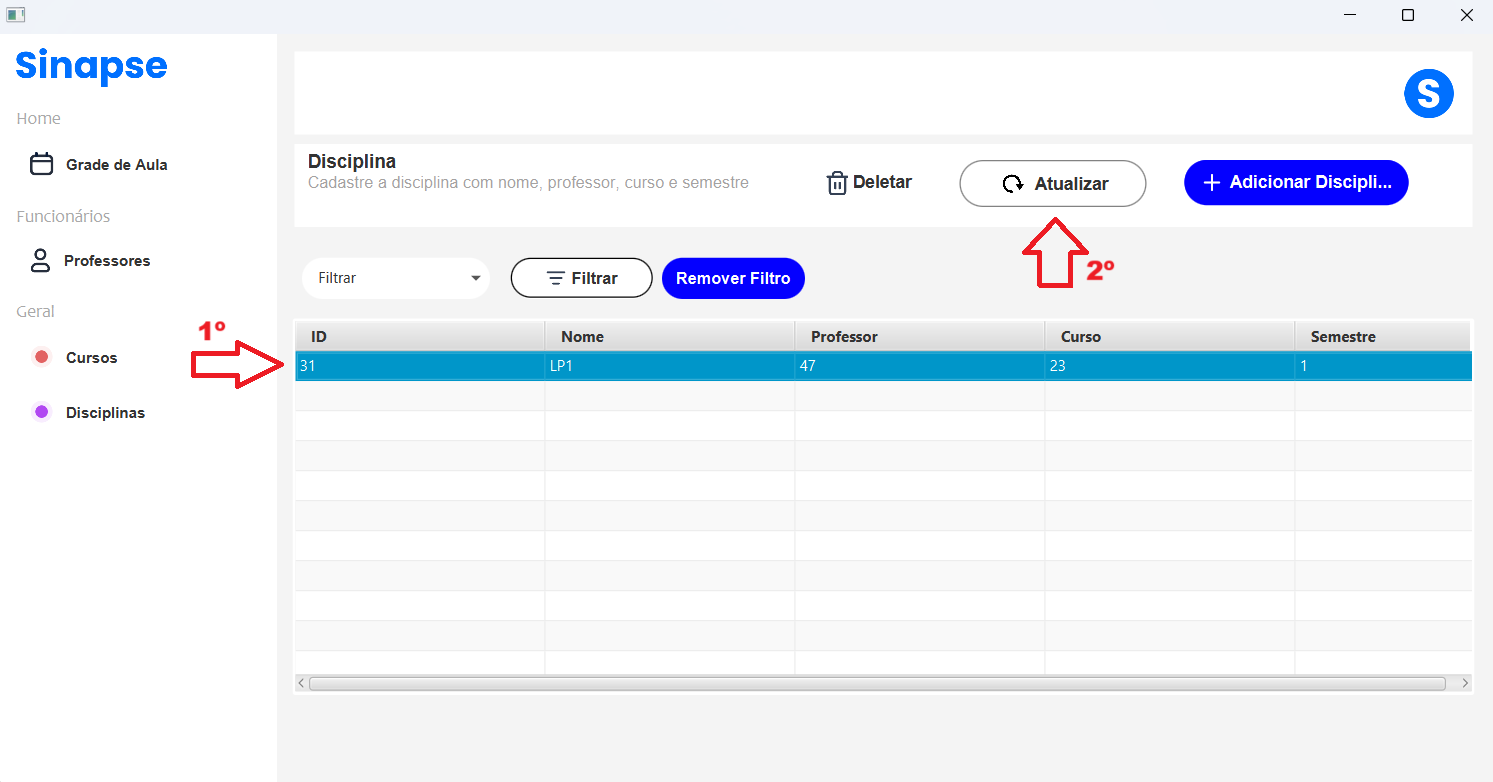 Sinapse
Home
Grade de Aula
Funcionários
Professores
Geral
Cursos
Disciplinas
S
Disciplina
Cadastre a disciplina com nome, professor, curso e semestre
Deletar
Atualizar
Adicionar Discipli...
2º
Filtrar
Filtrar
Remover Filtro
1º
ID Nome Professor Curso Semestre
31 LP1 47 23 1